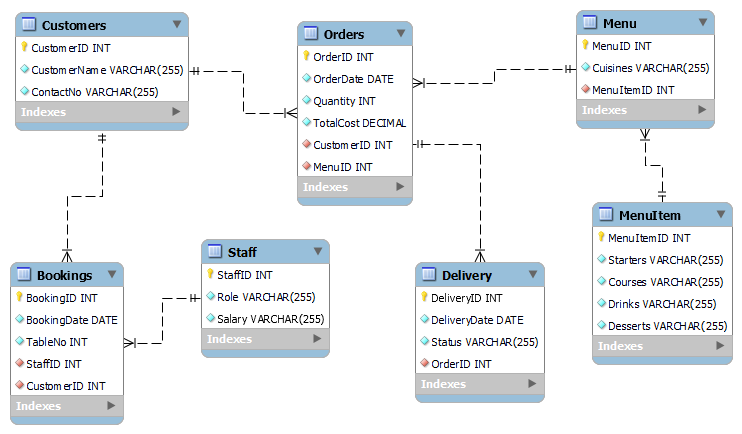 Customers
CustomerID INT
CustomerName VARCHAR(255)
ContactNo VARCHAR(255)
Indexes
Orders
OrderID INT
OrderDate DATE
Quantity INT
TotalCost DECIMAL
CustomerID INT
MenuID INT
Indexes
Menu
MenuID INT
Cuisines VARCHAR(255)
MenuItemID INT
Indexes
MenuItem
MenuItemID INT
Starters VARCHAR(255)
Courses VARCHAR(255)
Drinks VARCHAR(255)
Desserts VARCHAR(255)
Indexes
Bookings
BookingID INT
BookingDate DATE
TableNo INT
StaffID INT
CustomerID INT
Indexes
Staff
StaffID INT
Role VARCHAR(255)
Salary VARCHAR(255)
Indexes
Delivery
DeliveryID INT
DeliveryDate DATE
Status VARCHAR(255)
OrderID INT
Indexes